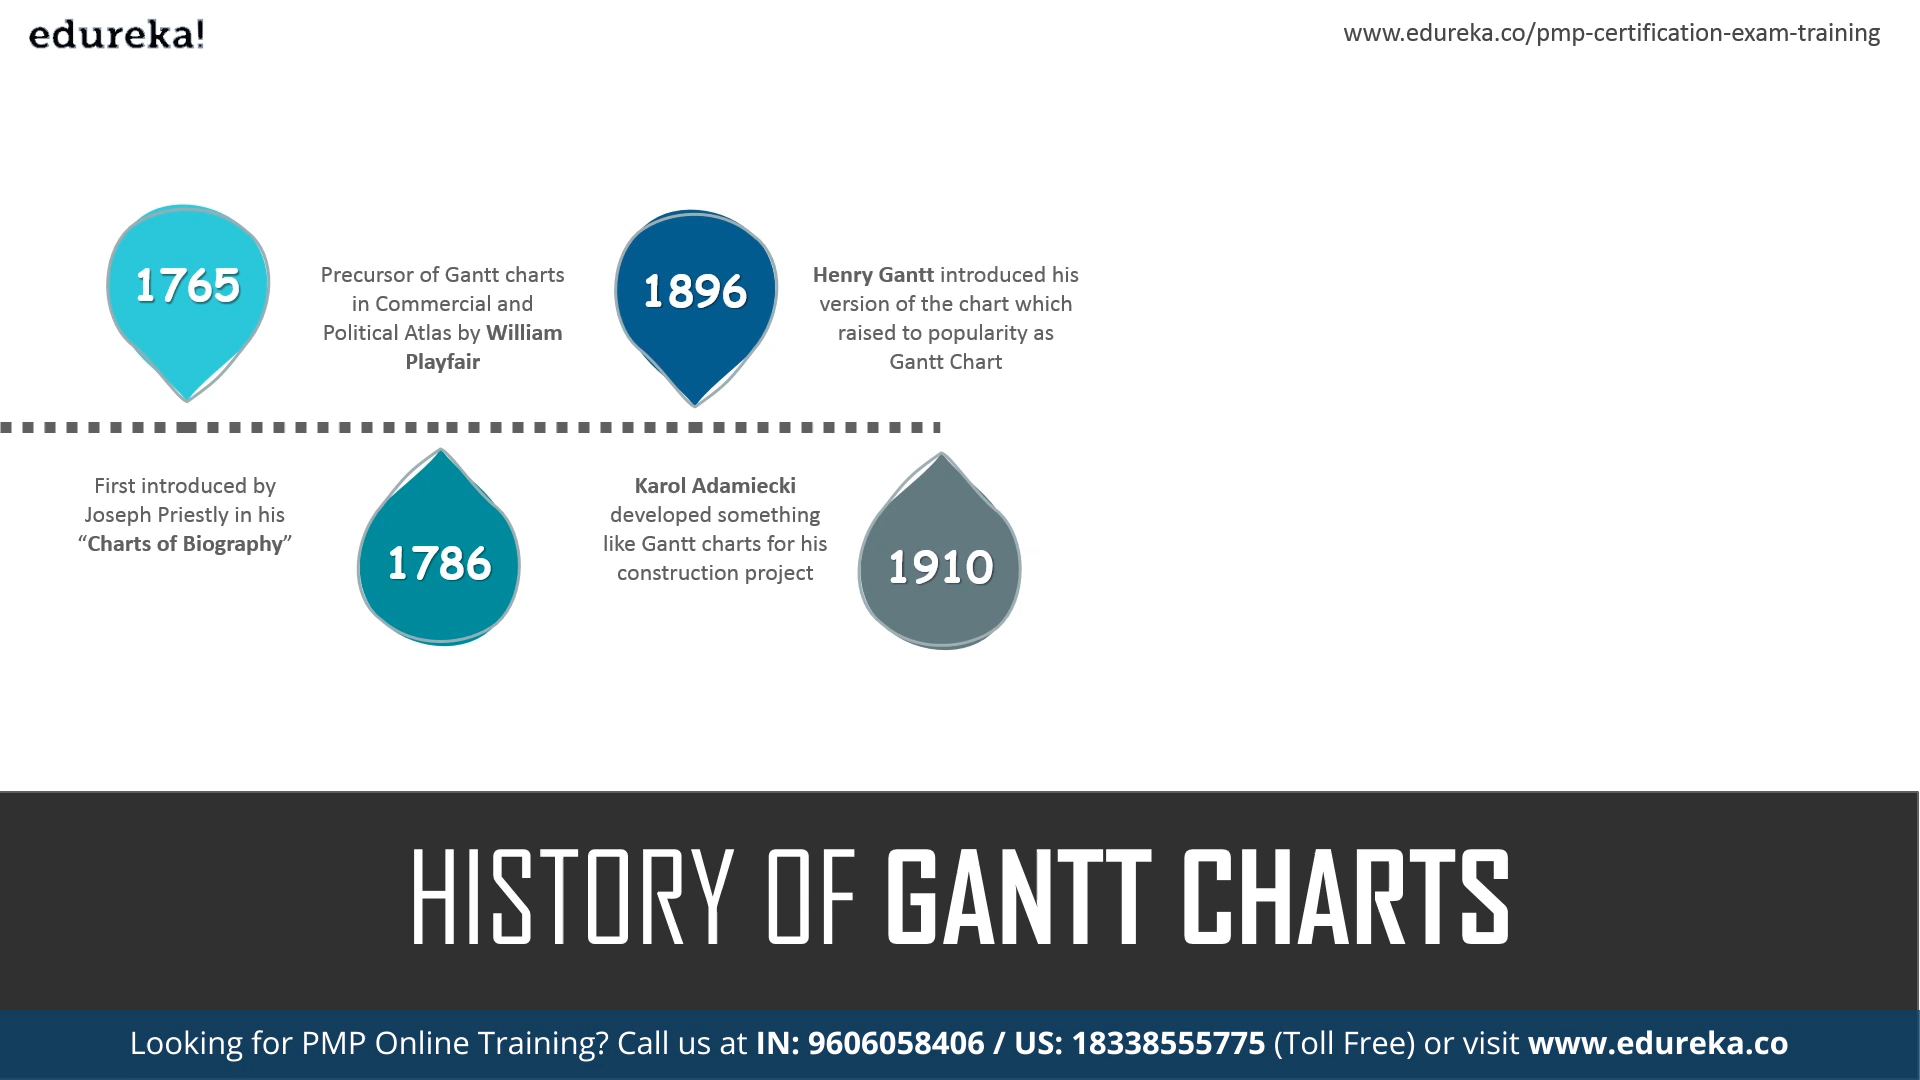 edureka!
www.edureka.co/pmp-certification-exam-training
1765
First introduced by
Joseph Priestly in his
“Charts of Biography”
Precursor of Gantt charts
in Commercial and
Political Atlas by William
Playfair
1786
1896
Karol Adamiecki
developed something
like Gantt charts for his
construction project
Henry Gantt introduced his
version of the chart which
raised to popularity as
Gantt Chart
1910
HISTORY OF GANTT CHARTS
Looking for PMP Online Training? Call us at IN: 9606058406 / US: 18338555775 (Toll Free) or visit www.edureka.co